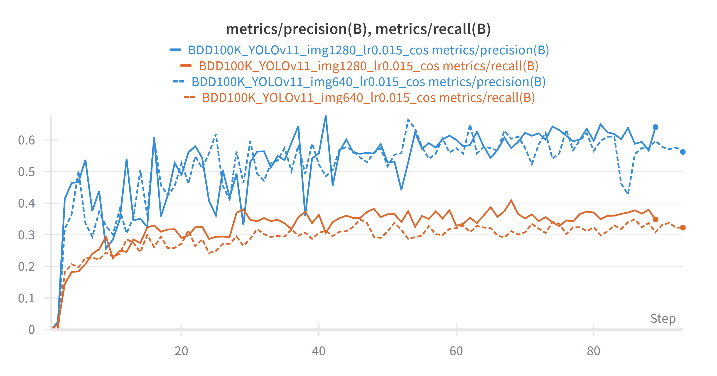 metrics/precision(B), metrics/recall(B)
BDD100K_YOLOv11_img1280_lr0.015_cos metrics/precision(B)
BDD100K_YOLOv11_img1280_lr0.015_cos metrics/recall(B)
BDD100K_YOLOv11_img640_lr0.015_cos metrics/precision(B)
BDD100K_YOLOv11_img640_lr0.015_cos metrics/recall(B)
0.6
0.5
0.4
0.3
0.2
0.1
0
Step
20 40 60 80